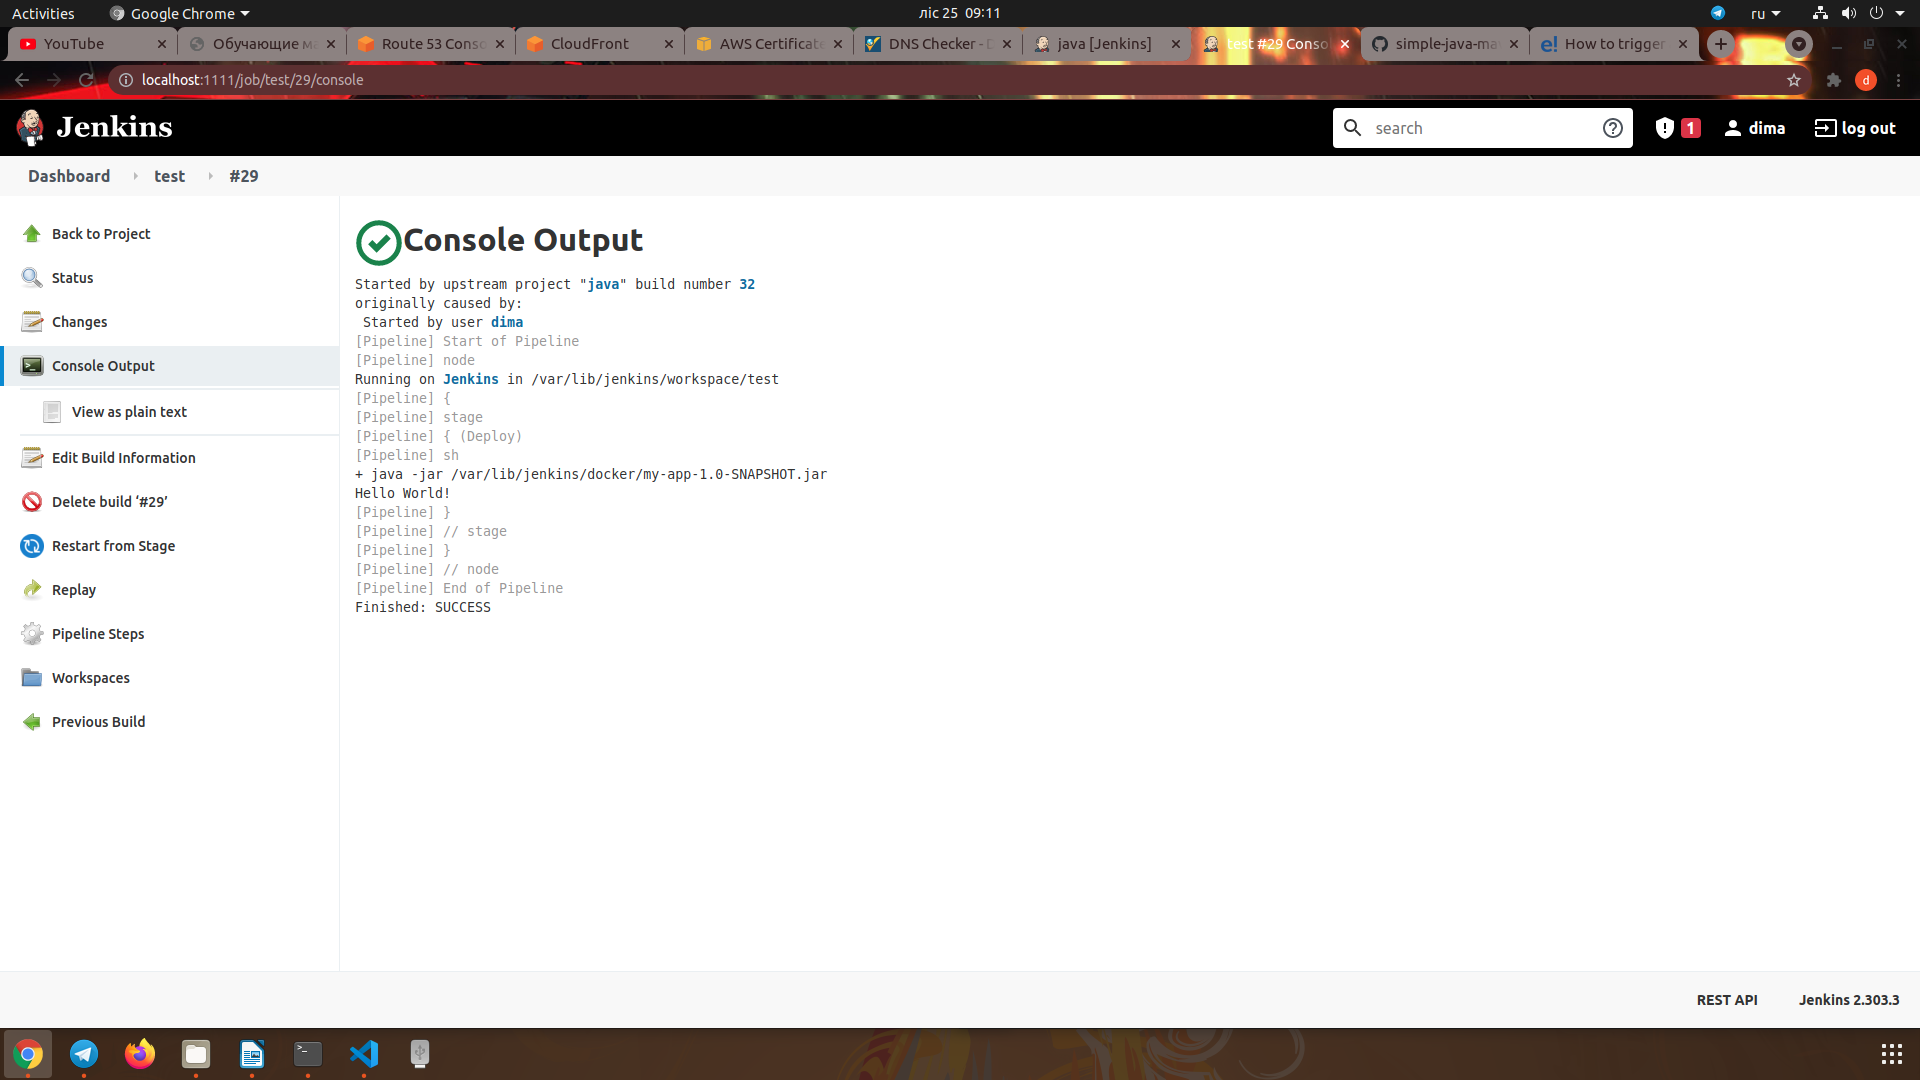 Activities
Google Chrome
ліс 25 09:11
ru
YouTube
Обучающие ма
Route 53 Conso
CloudFront
AWS Certificate
DNS Checker - D
java [Jenkins]
test #29 Conso
simple-java-ma
How to trigger
localhost:1111/job/test/29/console
d
Jenkins
search
1
dima
log out
Dashboard
test
#29
Back to Project
Status
Changes
Console Output
View as plain text
Edit Build Information
Delete build ‘#29’
Restart from Stage
Replay
Pipeline Steps
Workspaces
Previous Build
Console Output
Started by upstream project "java" build number 32
originally caused by:
Started by user dima
[Pipeline] Start of Pipeline
[Pipeline] node
Running on Jenkins in /var/lib/jenkins/workspace/test
[Pipeline] {
[Pipeline] stage
[Pipeline] { (Deploy)
[Pipeline] sh
+ java -jar /var/lib/jenkins/docker/my-app-1.0-SNAPSHOT.jar
Hello World!
[Pipeline] }
[Pipeline] // stage
[Pipeline] }
[Pipeline] // node
[Pipeline] End of Pipeline
Finished: SUCCESS
REST API
Jenkins 2.303.3